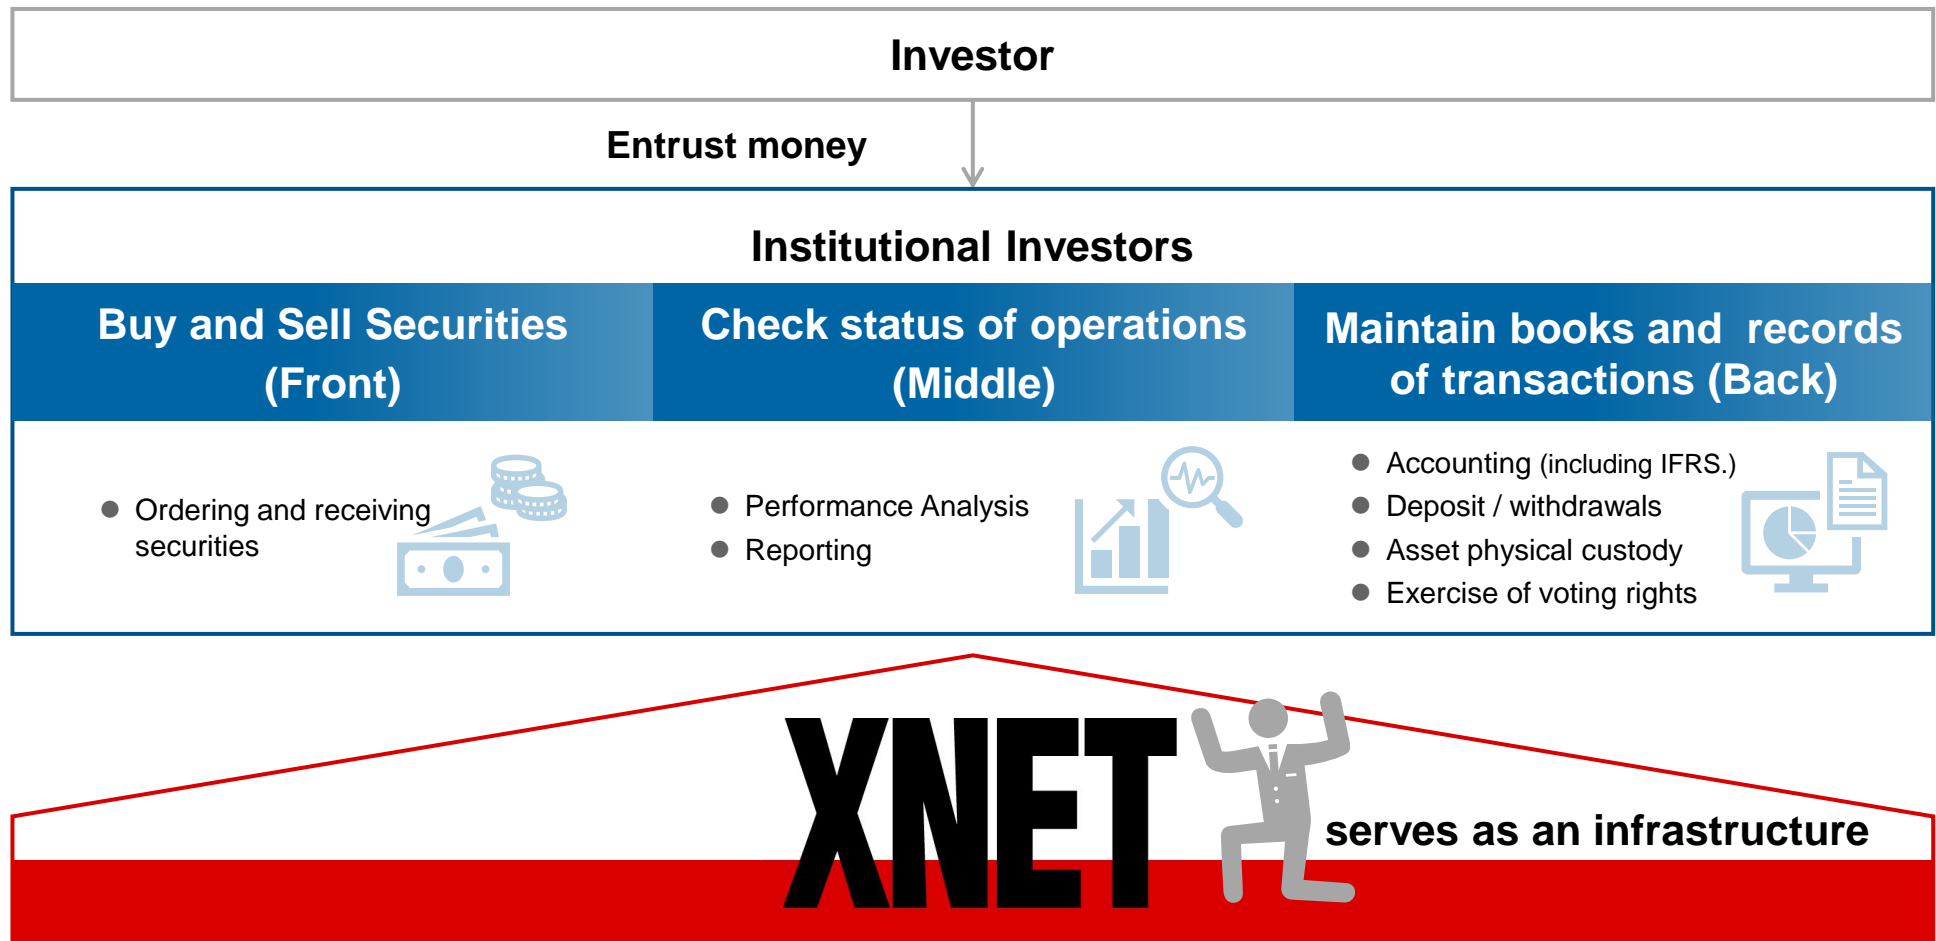 Investor
Entrust money
Institutional Investors
Buy and Sell Securities
(Front)
Ordering and receiving
securities
Check status of operations
(Middle)
Performance Analysis
Reporting
Maintain books and records
of transactions (Back)
Accounting (including IFRS.)
Deposit / withdrawals
Asset physical custody
Exercise of voting rights
XNET
serves as an infrastructure